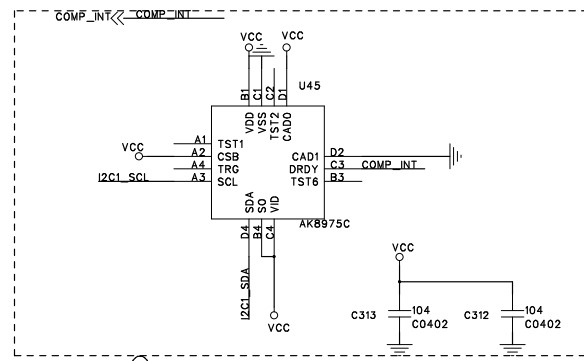 COMP_INT COMP_INT
VCC VCC
U45
B1 C1 C2 D1
VDD VSS TST2 CAD0
A1 TST1
VCC A2 CSB CAD1 D2
A4 TRG DRDY C3 COMP_INT
I2C1_SCL A3 SCL TST6 B3
SDA SO VID
AK8975C
D4 B4 C4
I2C1_SDA
VCC
VCC
C313 104 C0402
C312 104 C0402